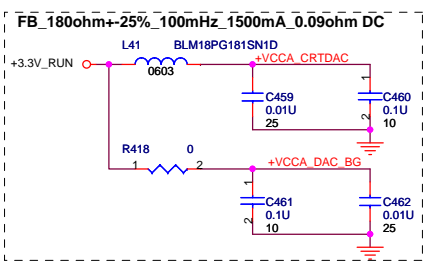 FB_180ohm+-25%_100mHz_1500mA_0.09ohm DC
L41 BLM18PG181SN1D
+3.3V_RUN
0603
+VCCA_CRTDAC
1
C459
0.01U
25
C460
0.1U
10
2
R418 0
1 2
+VCCA_DAC_BG
1
C461
0.1U
10
2
C462
0.01U
25